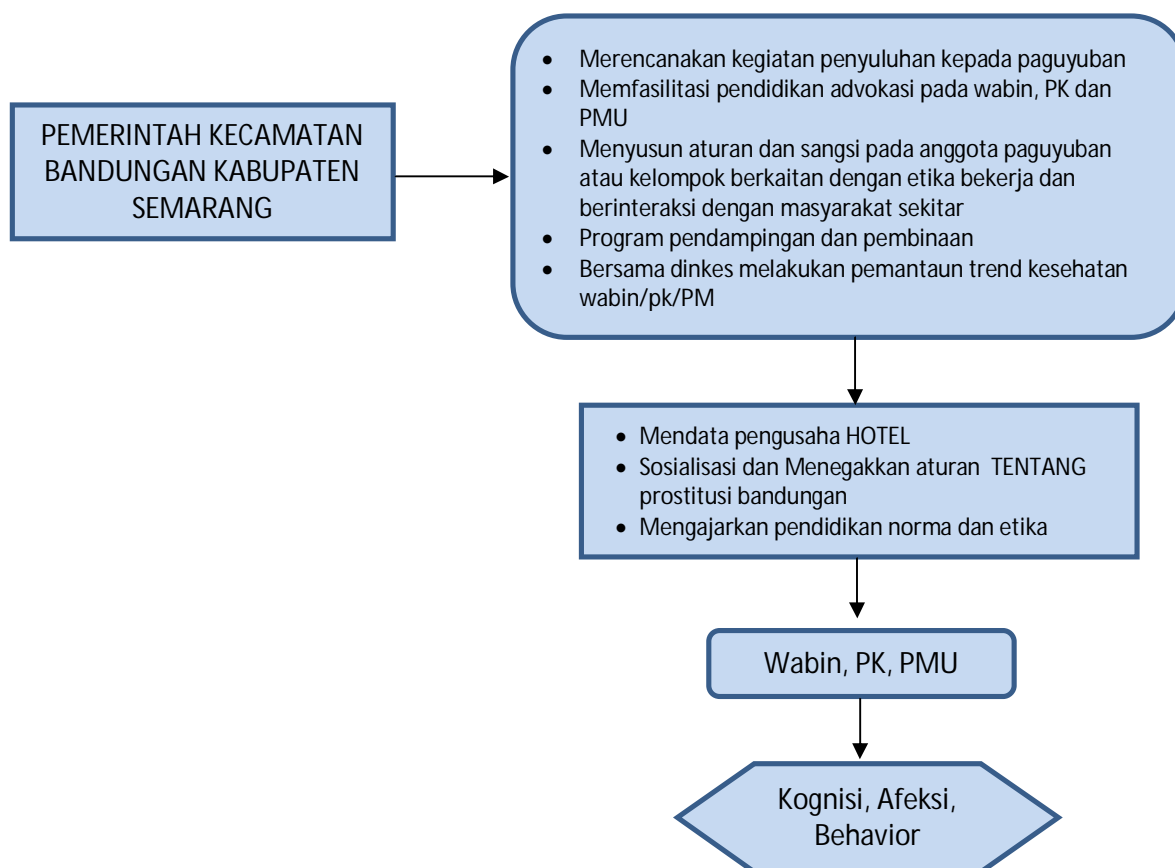 PEMERINTAH KECAMATAN
BANDUNGAN KABUPATEN
SEMARANG
• Merencanakan kegiatan penyuluhan kepada paguyuban
• Memfasilitasi pendidikan advokasi pada wabin, PK dan
PMU
• Menyusun aturan dan sangsi pada anggota paguyuban
atau kelompok berkaitan dengan etika bekerja dan
berinteraksi dengan masyarakat sekitar
• Program pendampingan dan pembinaan
• Bersama dinkes melakukan pemantaun trend kesehatan
wabin/pk/PM
• Mendata pengusaha HOTEL
• Sosialisasi dan Menegakkan aturan TENTANG
prostitusi bandungan
• Mengajarkan pendidikan norma dan etika
Wabin, PK, PMU
Kognisi, Afeksi,
Behavior